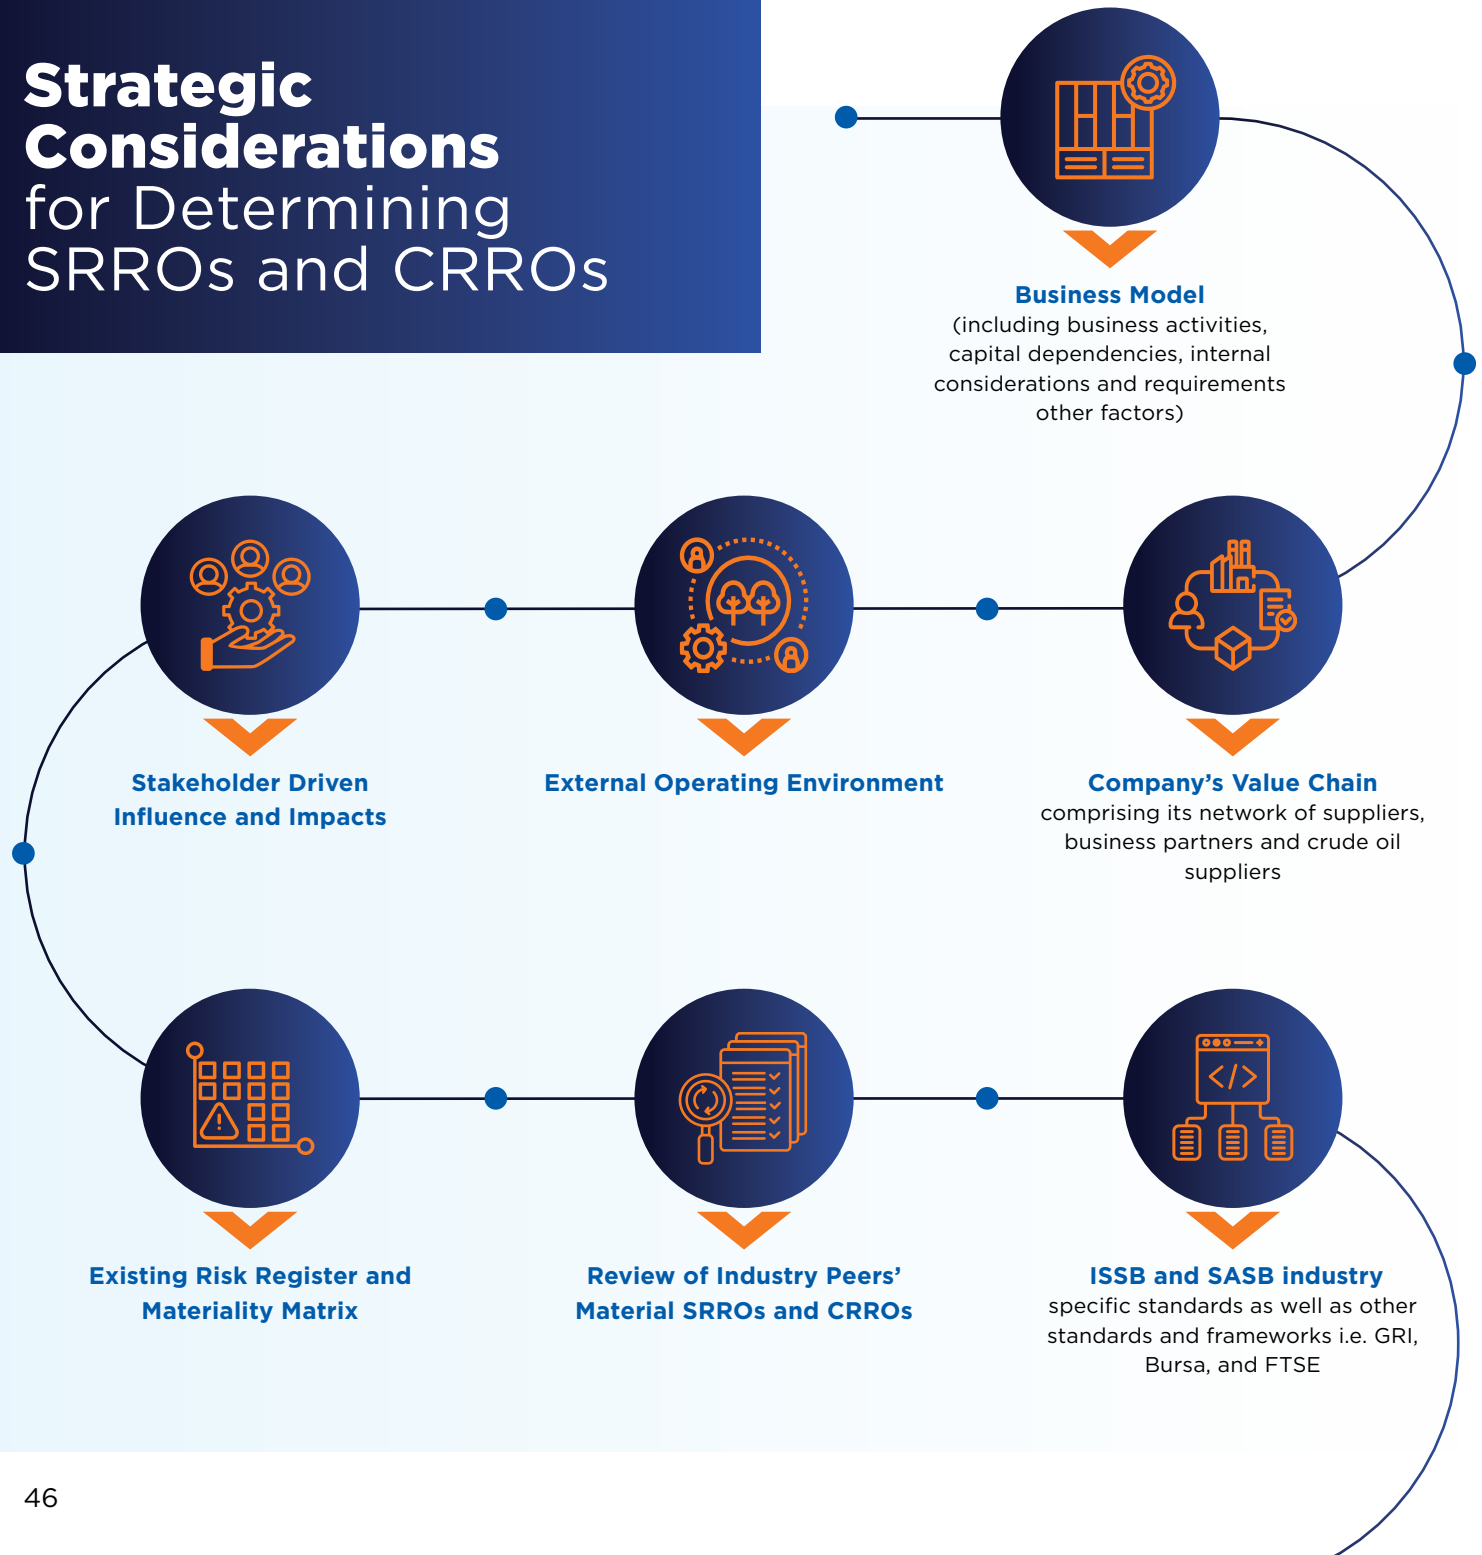 Strategic
Considerations
for Determining
SRROs and CRROs
Business Model
(including business activities,
capital dependencies, internal
considerations and requirements
other factors)
Company’s Value Chain
comprising its network of suppliers,
business partners and crude oil
suppliers
External Operating Environment
Stakeholder Driven
Influence and Impacts
Existing Risk Register and
Materiality Matrix
Review of Industry Peers’
Material SRROs and CRROs
ISSB and SASB industry
specific standards as well as other
standards and frameworks i.e. GRI,
Bursa, and FTSE
46